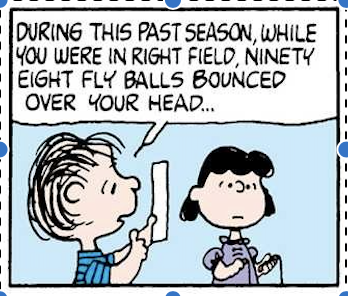 DURING THIS PAST SEASON, WHILE
YOU WERE IN RIGHT FIELD, NINETY
EIGHT FLY BALLS BOUNCED
OVER YOUR HEAD...